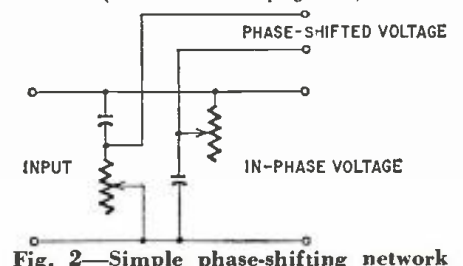 PHASE-SHIFTED VOLTAGE
INPUT
IN-PHASE VOLTAGE
Fig. 2—Simple phase-shifting network